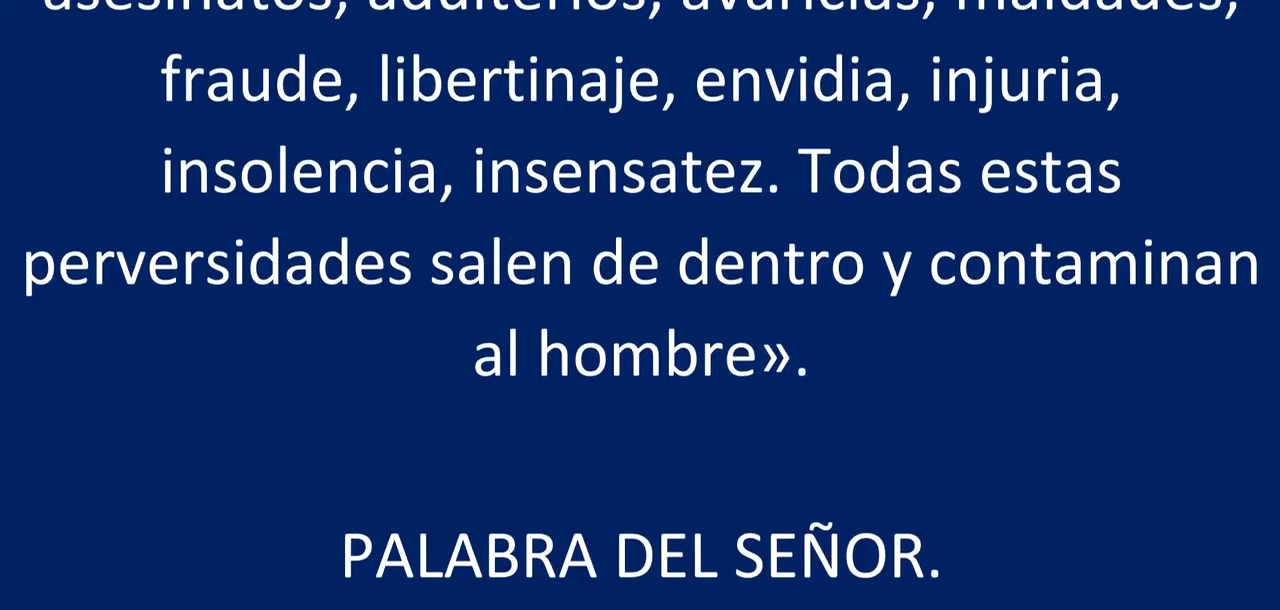 asesinatos, adulterios, avaricias, maldades,
fraude, libertinaje, envidia, injuria,
insolencia, insensatez. Todas estas
perversidades salen de dentro y contaminan
al hombre».
PALABRA DEL SEÑOR.